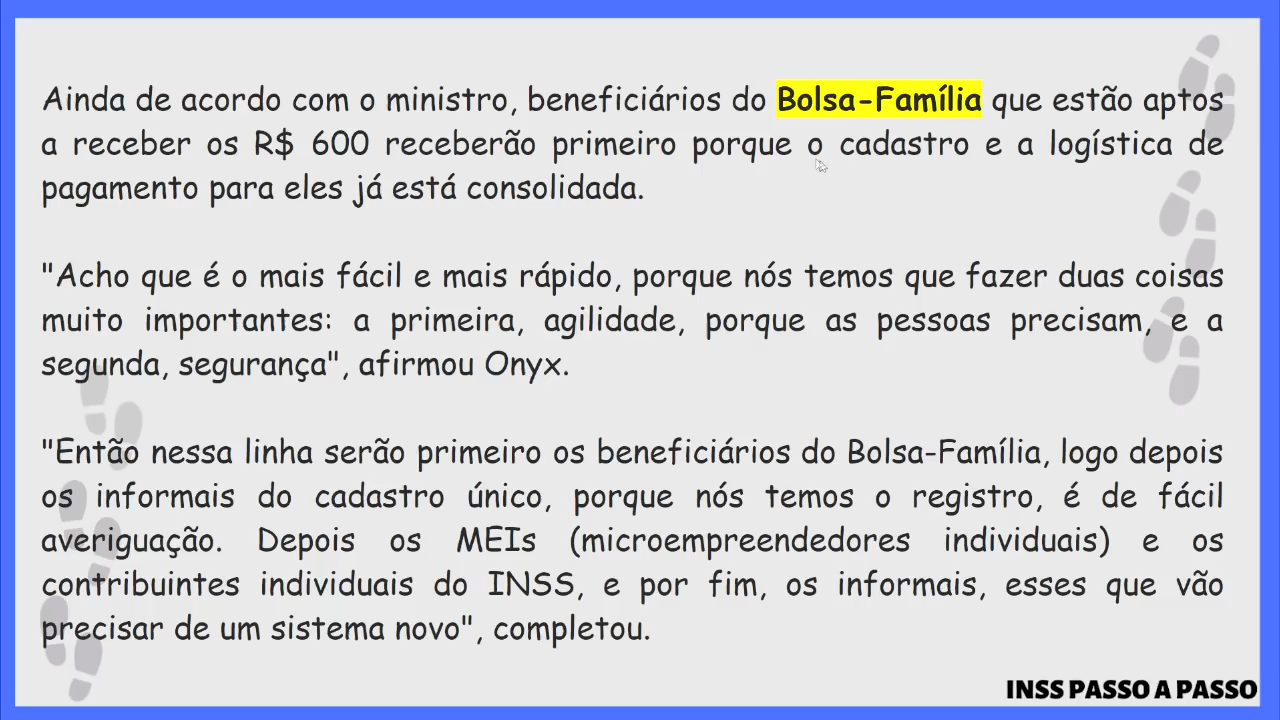 Ainda de acordo com o ministro, beneficiários do Bolsa-Família que estão aptos
a receber os R$ 600 receberão primeiro porque o cadastro e a logística de
pagamento para eles já está consolidada.
"Acho que é o mais fácil e mais rápido, porque nós temos que fazer duas coisas
muito importantes: a primeira, agilidade, porque as pessoas precisam, e a
segunda, segurança", afirmou Onyx.
"Então nessa linha serão primeiro os beneficiários do Bolsa-Família, logo depois
os informais do cadastro único, porque nós temos o registro, é de fácil
averiguação. Depois os MEIs (microempreendedores individuais) e os
contribuintes individuais do INSS, e por fim, os informais, esses que vão
precisar de um sistema novo", completou.
INSS PASSO A PASSO